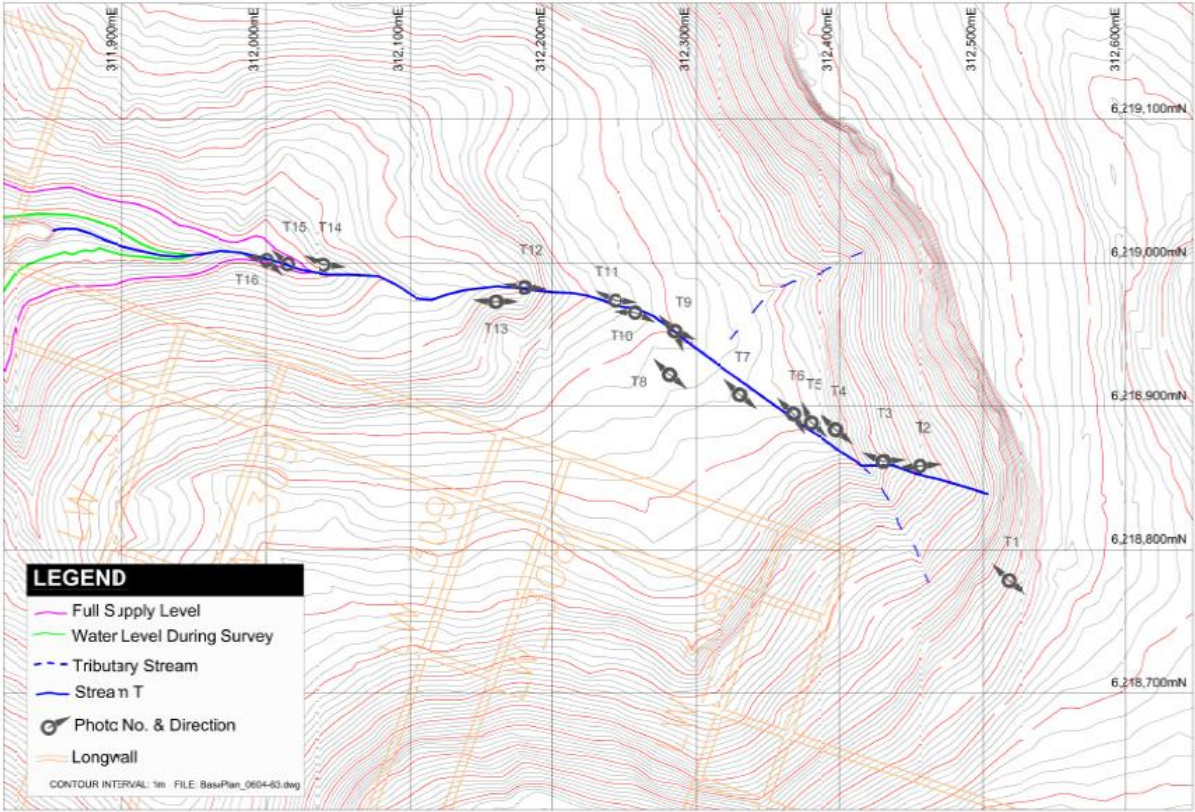 311,900mE
312,000mE
312,100mE
312,200mE
312,300mE
312,400mE
312,500mE
312,600mE
6,219,100mN
T15
T14
T12
6,219,000mN
T16
T11
T9
T13
T10
T7
T8
T6
T5
T4
6,218,900mN
T3
T2
6,218,800mN
T1
LEGEND
Full Supply Level
Water Level During Survey
Tributary Stream
6,218,700mN
Stream T
Photo No. & Direction
Longwall
CONTOUR INTERVAL: 1m FILE: BasePlan_0604-63.dwg